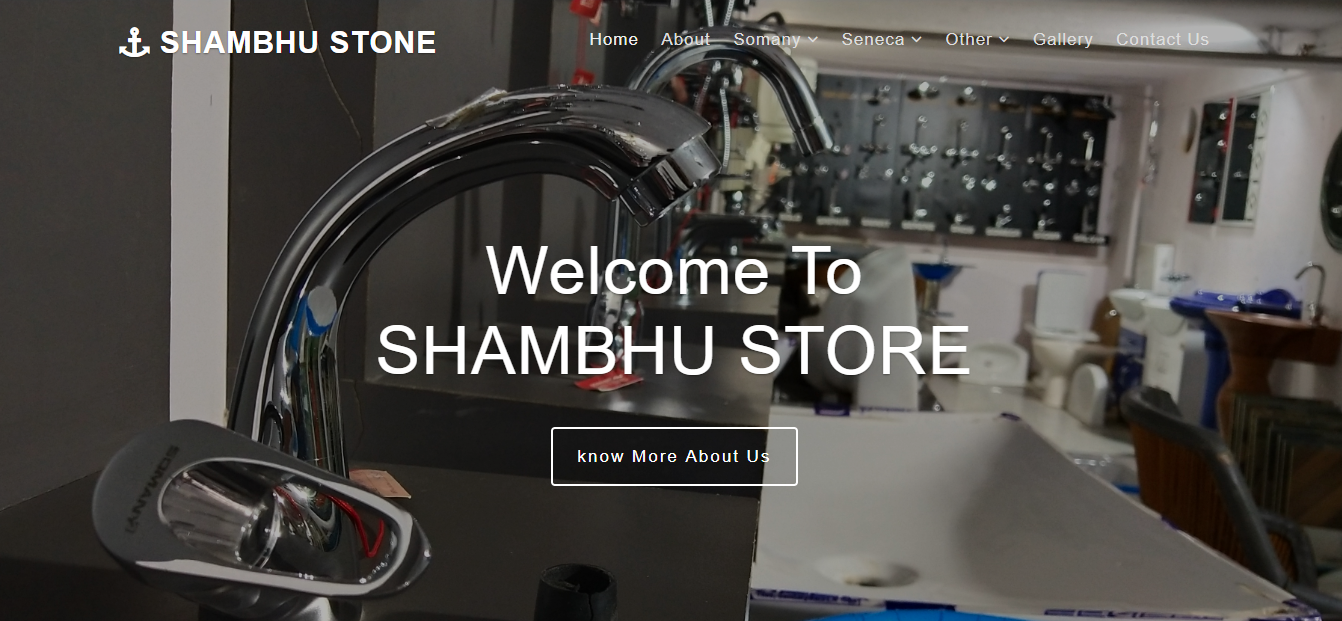 SHAMBHU STONE
Home About Somany Seneca Other Gallery Contact Us
Welcome To
SHAMBHU STORE
know More About Us
SOMANY